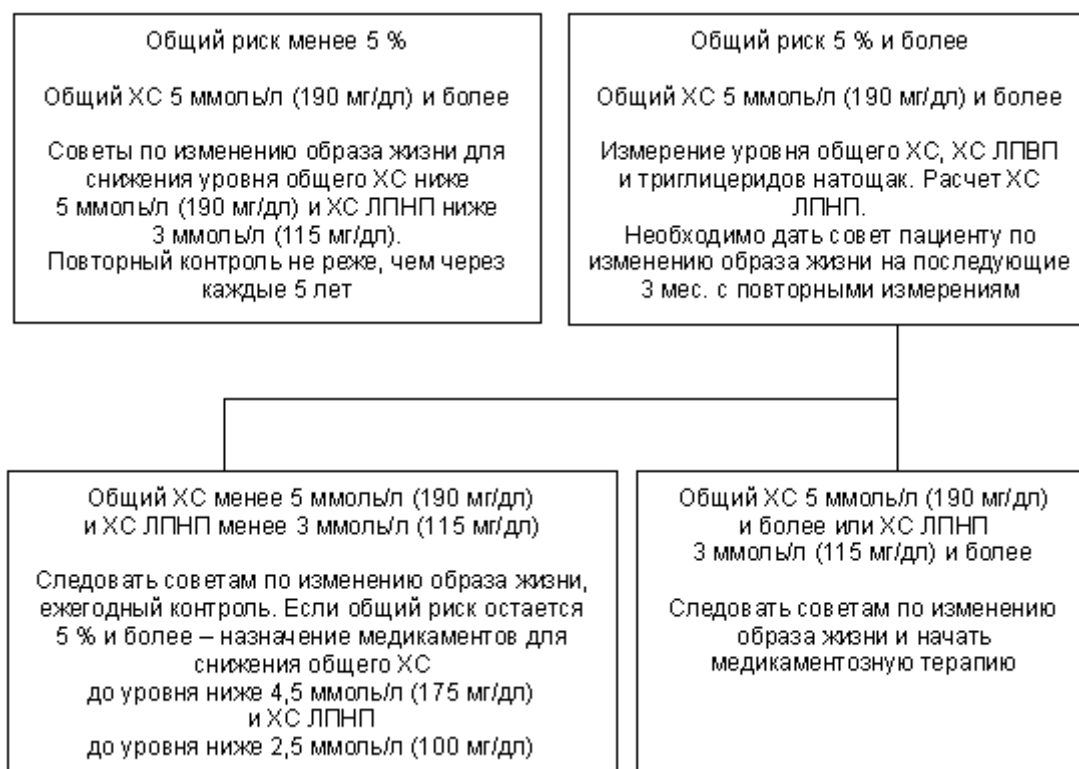 Общий риск менее 5 %
Общий ХС 5 ммоль/л (190 мг/дл) и более
Советы по изменению образа жизни для
снижения уровня общего ХС ниже
5 ммоль/л (190 мг/дл) и ХС ЛПНП ниже
3 ммоль/л (115 мг/дл).
Повторный контроль не реже, чем через
каждые 5 лет
Общий риск 5 % и более
Общий ХС 5 ммоль/л (190 мг/дл) и более
Измерение уровня общего ХС, ХС ЛПВП
и триглицеридов натощак. Расчет ХС
ЛПНП.
Необходимо дать совет пациенту по
изменению образа жизни на последующие
3 мес. с повторными измерениям
Общий ХС менее 5 ммоль/л (190 мг/дл)
и ХС ЛПНП менее 3 ммоль/л (115 мг/дл)
Следовать советам по изменению образа жизни,
ежегодный контроль. Если общий риск остается
5 % и более – назначение медикаментов для
снижения общего ХС
до уровня ниже 4,5 ммоль/л (175 мг/дл)
и ХС ЛПНП
до уровня ниже 2,5 ммоль/л (100 мг/дл)
Общий ХС 5 ммоль/л (190 мг/дл)
и более или ХС ЛПНП
3 ммоль/л (115 мг/дл) и более
Следовать советам по изменению
образа жизни и начать
медикаментозную терапию